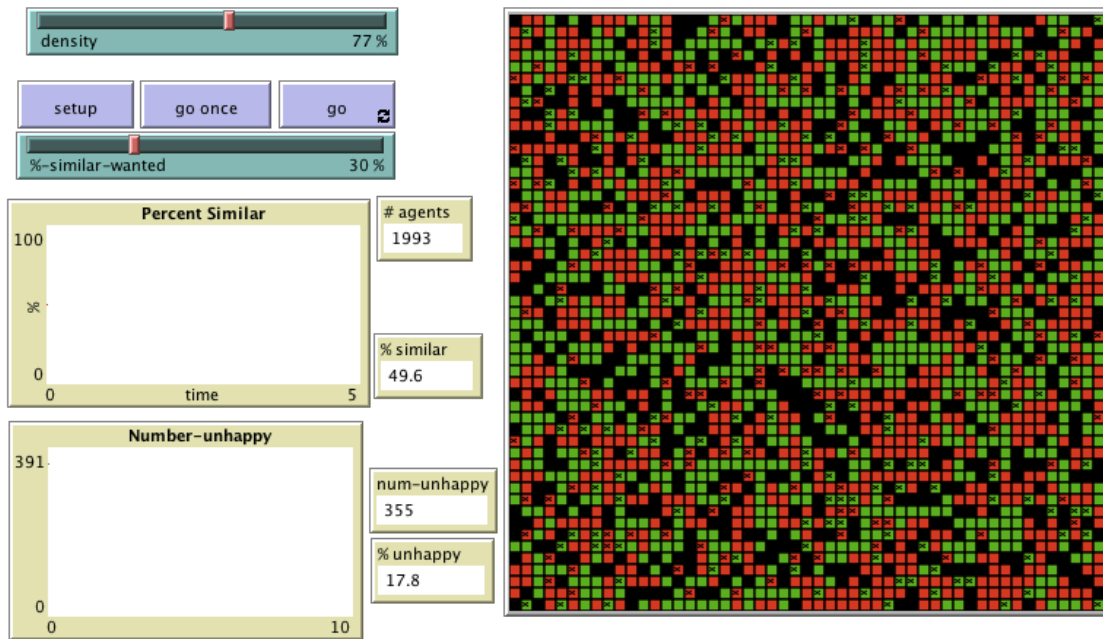 density 77 %
setup
go once
go
%-similar-wanted 30 %
Percent Similar
100
%
0
0 time 5
# agents
1993
% similar
49.6
Number-unhappy
391
0
0 10
num-unhappy
355
% unhappy
17.8